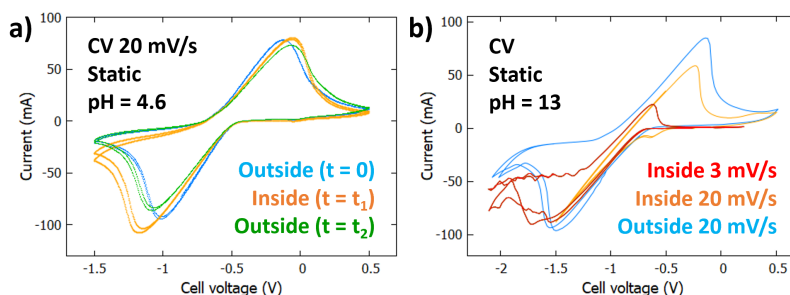 a)
CV 20 mV/s
Static
pH = 4.6
Outside (t = 0)
Inside (t = t₁)
Outside (t = t₂)
Current (mA)
100
50
0
-50
-100
-1.5
-1
-0.5
0
0.5
Cell voltage (V)
b)
CV
Static
pH = 13
Inside 3 mV/s
Inside 20 mV/s
Outside 20 mV/s
Current (mA)
100
50
0
-50
-100
-2
-1.5
-1
-0.5
0
0.5
Cell voltage (V)